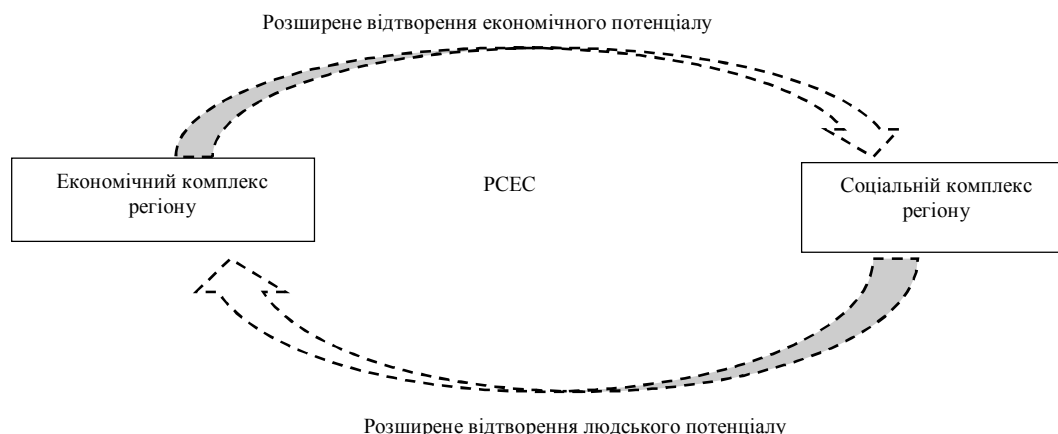 Розширене відтворення економічного потенціалу
Економічний комплекс
регіону
РСЕС
Соціальній комплекс
регіону
Розширене відтворення людського потенціалу